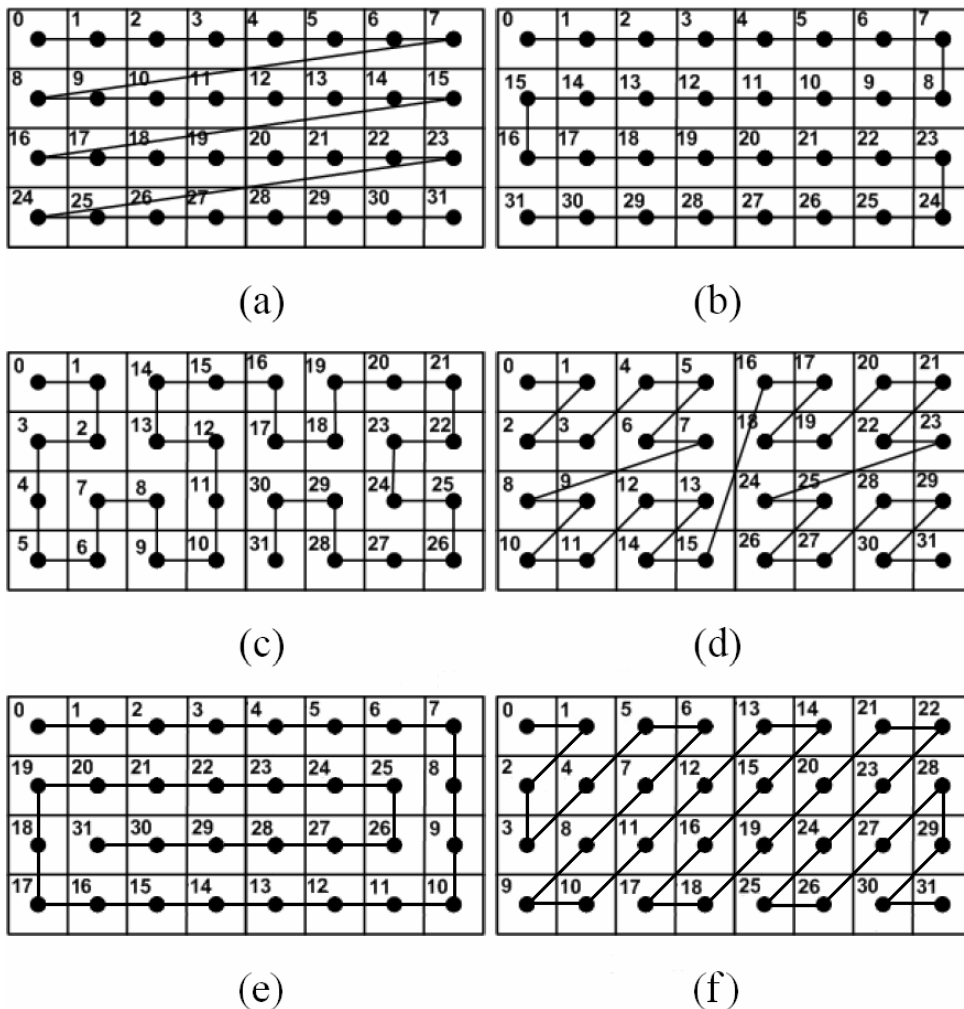 0 1 2 3 4 5 6 7
8 9 10 11 12 13 14 15
16 17 18 19 20 21 22 23
24 25 26 27 28 29 30 31
(a)
0 1 2 3 4 5 6 7
15 14 13 12 11 10 9 8
16 17 18 19 20 21 22 23
31 30 29 28 27 26 25 24
(b)
0 1 14 15 16 19 20 21
3 2 13 12 17 18 23 22
4 7 8 11 30 29 24 25
5 6 9 10 31 28 27 26
(c)
0 1 4 5 16 17 20 21
2 3 6 7 18 19 22 23
8 9 12 13 24 25 28 29
10 11 14 15 26 27 30 31
(d)
0 1 2 3 4 5 6 7
19 20 21 22 23 24 25 8
18 31 30 29 28 27 26 9
17 16 15 14 13 12 11 10
(e)
0 1 5 6 13 14 21 22
2 4 7 12 15 20 23 28
3 8 11 16 19 24 27 29
9 10 17 18 25 26 30 31
(f)